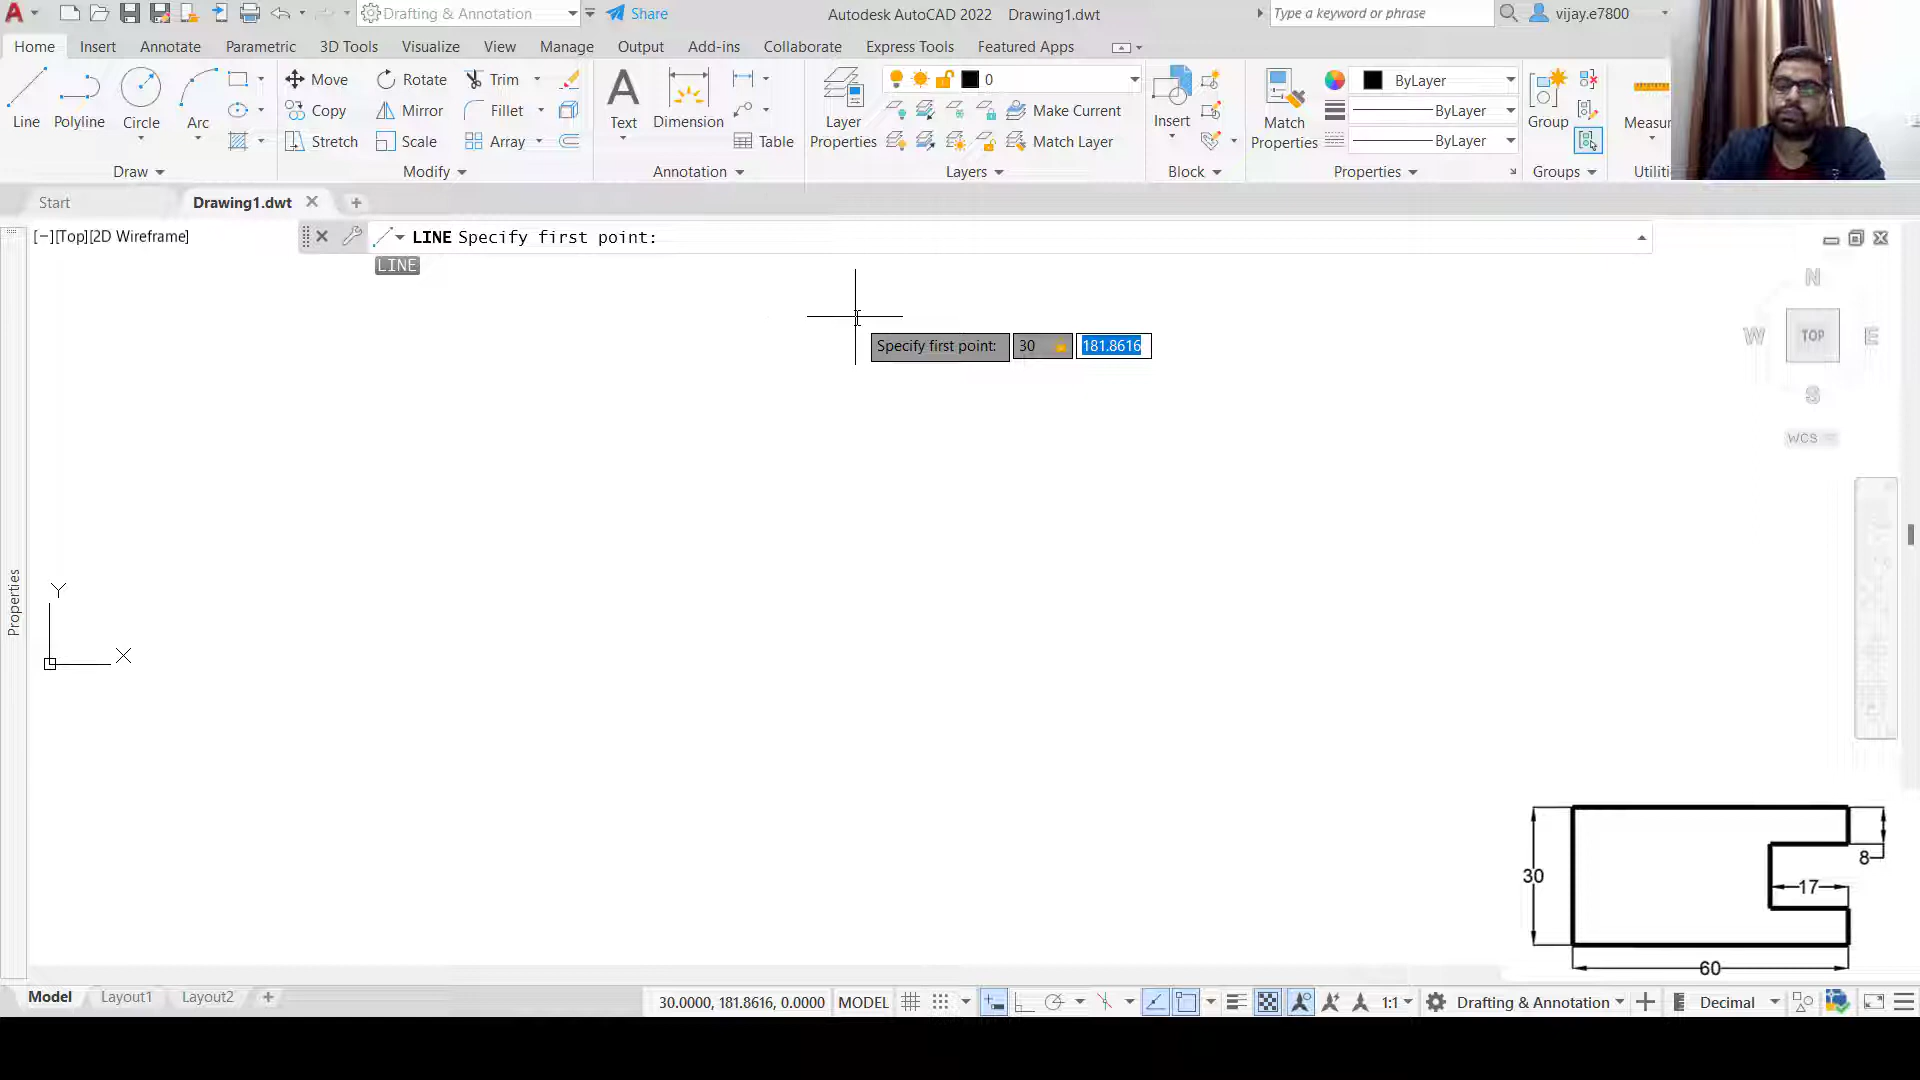 Drafting & Annotation
Share
Autodesk AutoCAD 2022 Drawing1.dwt
Type a keyword or phrase
vijay.e7800
Home Insert Annotate Parametric 3D Tools Visualize View Manage Output Add-ins Collaborate Express Tools Featured Apps
Line Polyline Circle Arc
Move Rotate Trim
Copy Mirror Fillet
Stretch Scale Array
Text Dimension Table
Layer Properties
0
Make Current
Match Layer
Insert
Match Properties
ByLayer
ByLayer
ByLayer
Group
Measur
Draw Modify Annotation Layers Block Properties Groups Utiliti
Start Drawing1.dwt
[−][Top][2D Wireframe]
LINE Specify first point:
LINE
Specify first point: 30 181.8616
N
W TOP E
S
WCS
Y
X
Properties
30
8
17
60
Model Layout1 Layout2
30.0000, 181.8616, 0.0000 MODEL
1:1
Drafting & Annotation
Decimal